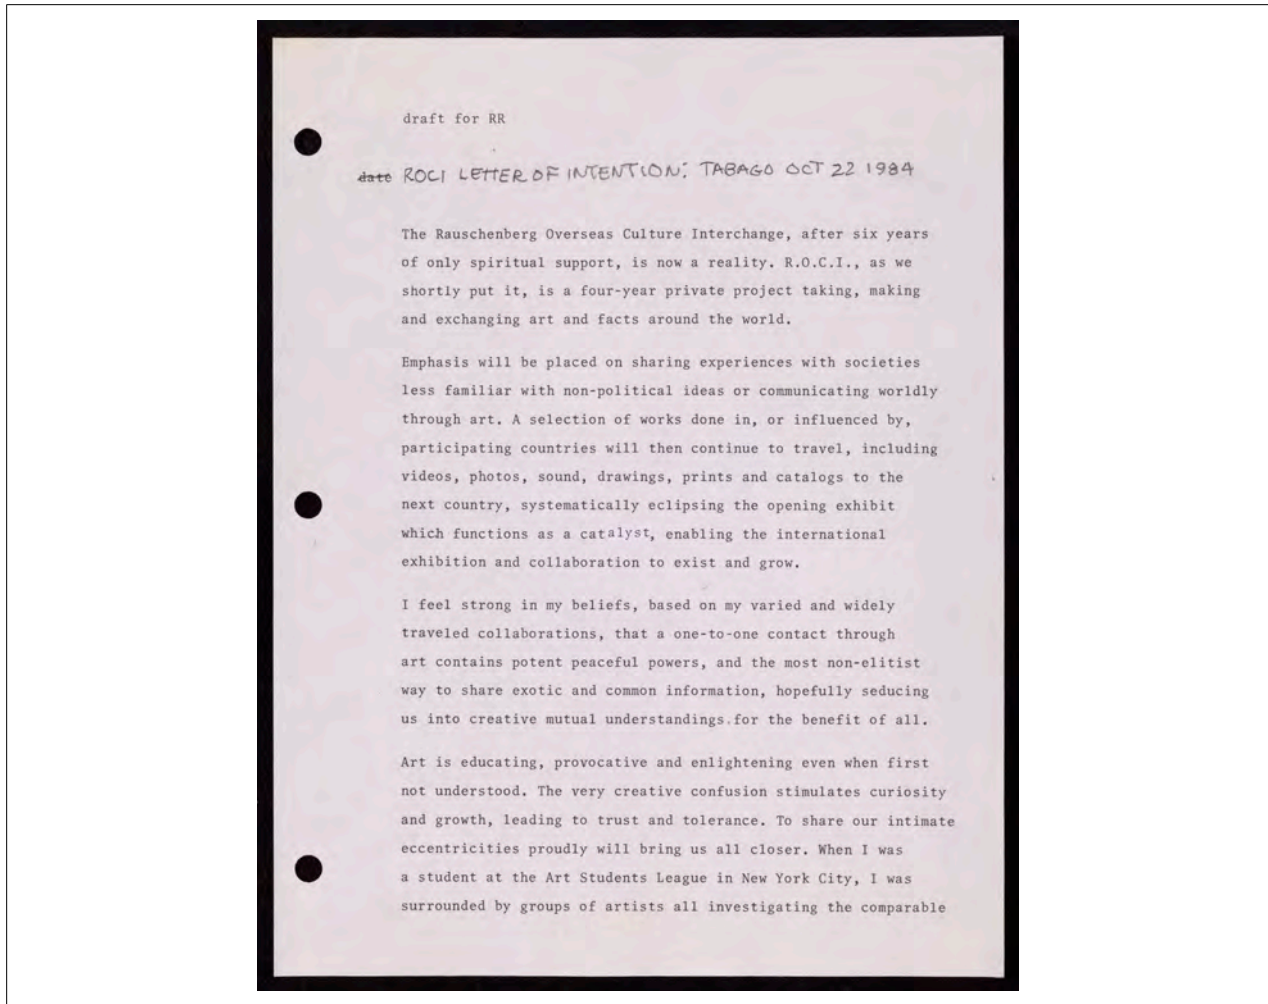 draft for RR
date ROCI LETTER OF INTENTION: TABAGO OCT 22 1984
The Rauschenberg Overseas Culture Interchange, after six years
of only spiritual support, is now a reality. R.O.C.I., as we
shortly put it, is a four-year private project taking, making
and exchanging art and facts around the world.
Emphasis will be placed on sharing experiences with societies
less familiar with non-political ideas or communicating worldly
through art. A selection of works done in, or influenced by,
participating countries will then continue to travel, including
videos, photos, sound, drawings, prints and catalogs to the
next country, systematically eclipsing the opening exhibit
which functions as a catalyst, enabling the international
exhibition and collaboration to exist and grow.
I feel strong in my beliefs, based on my varied and widely
traveled collaborations, that a one-to-one contact through
art contains potent peaceful powers, and the most non-elitist
way to share exotic and common information, hopefully seducing
us into creative mutual understandings for the benefit of all.
Art is educating, provocative and enlightening even when first
not understood. The very creative confusion stimulates curiosity
and growth, leading to trust and tolerance. To share our intimate
eccentricities proudly will bring us all closer. When I was
a student at the Art Students League in New York City, I was
surrounded by groups of artists all investigating the comparable